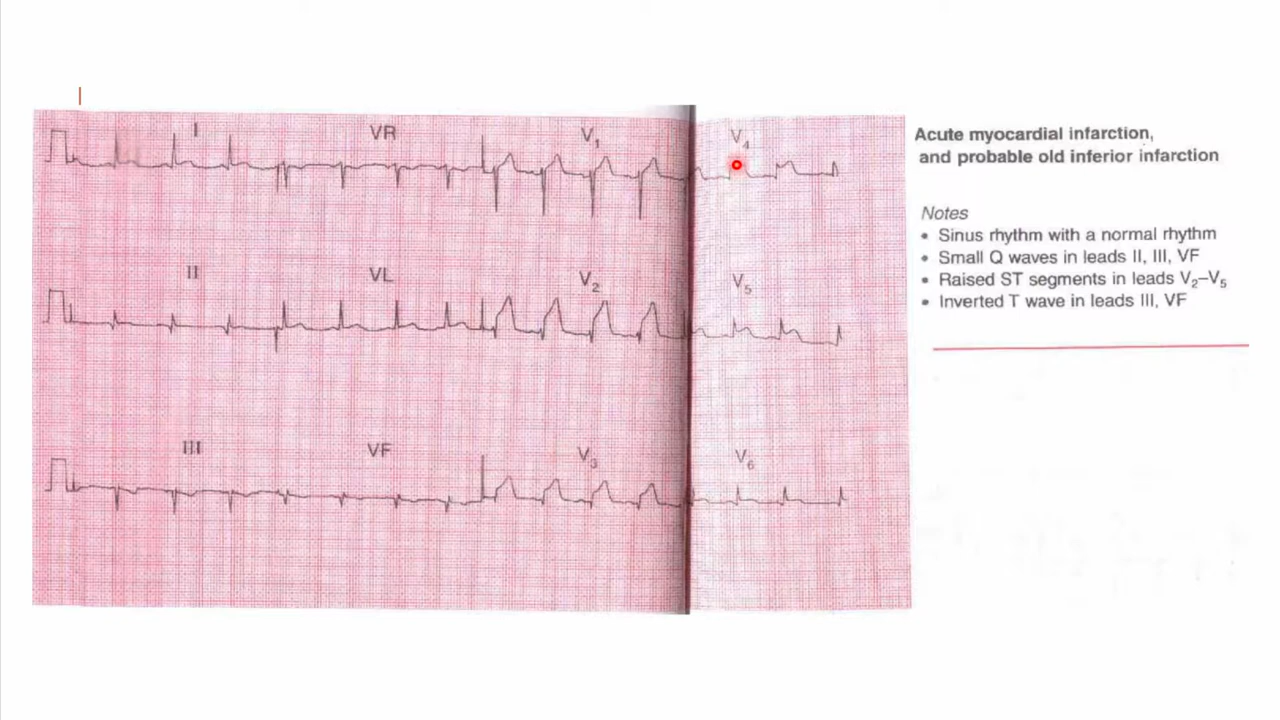 I VR V1 V4
II VL V2 V5
III VF V3 V6
Acute myocardial infarction,
and probable old inferior infarction
Notes
• Sinus rhythm with a normal rhythm
• Small Q waves in leads II, III, VF
• Raised ST segments in leads V2–V5
• Inverted T wave in leads III, VF